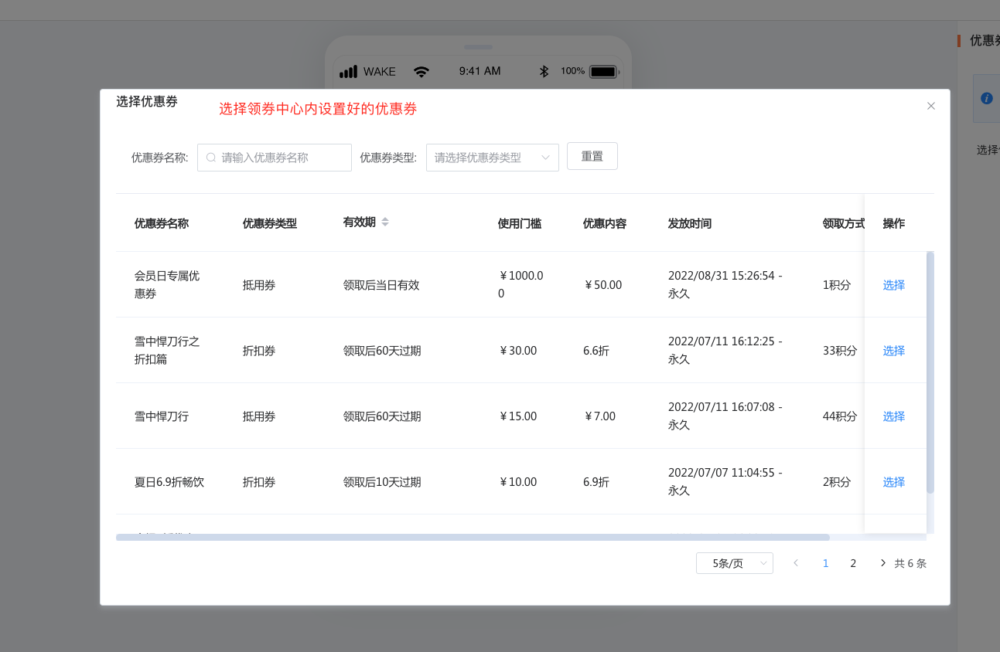 WAKE 9:41 AM 100%
优惠
选择优惠券
选择领券中心内设置好的优惠券
选择
优惠券名称: 请输入优惠券名称 优惠券类型: 请选择优惠券类型 重置
优惠券名称 优惠券类型 有效期 使用门槛 优惠内容 发放时间 领取方式 操作
会员日专属优
惠券
抵用券 领取后当日有效
￥1000.0
0
￥50.00
2022/08/31 15:26:54 -
永久
1积分 选择
雪中悍刀行之
折扣篇
折扣券 领取后60天过期 ￥30.00 6.6折
2022/07/11 16:12:25 -
永久
33积分 选择
雪中悍刀行 抵用券 领取后60天过期 ￥15.00 ￥7.00
2022/07/11 16:07:08 -
永久
44积分 选择
夏日6.9折畅饮 折扣券 领取后10天过期 ￥10.00 6.9折
2022/07/07 11:04:55 -
永久
2积分 选择
5条/页 1 2 共 6 条